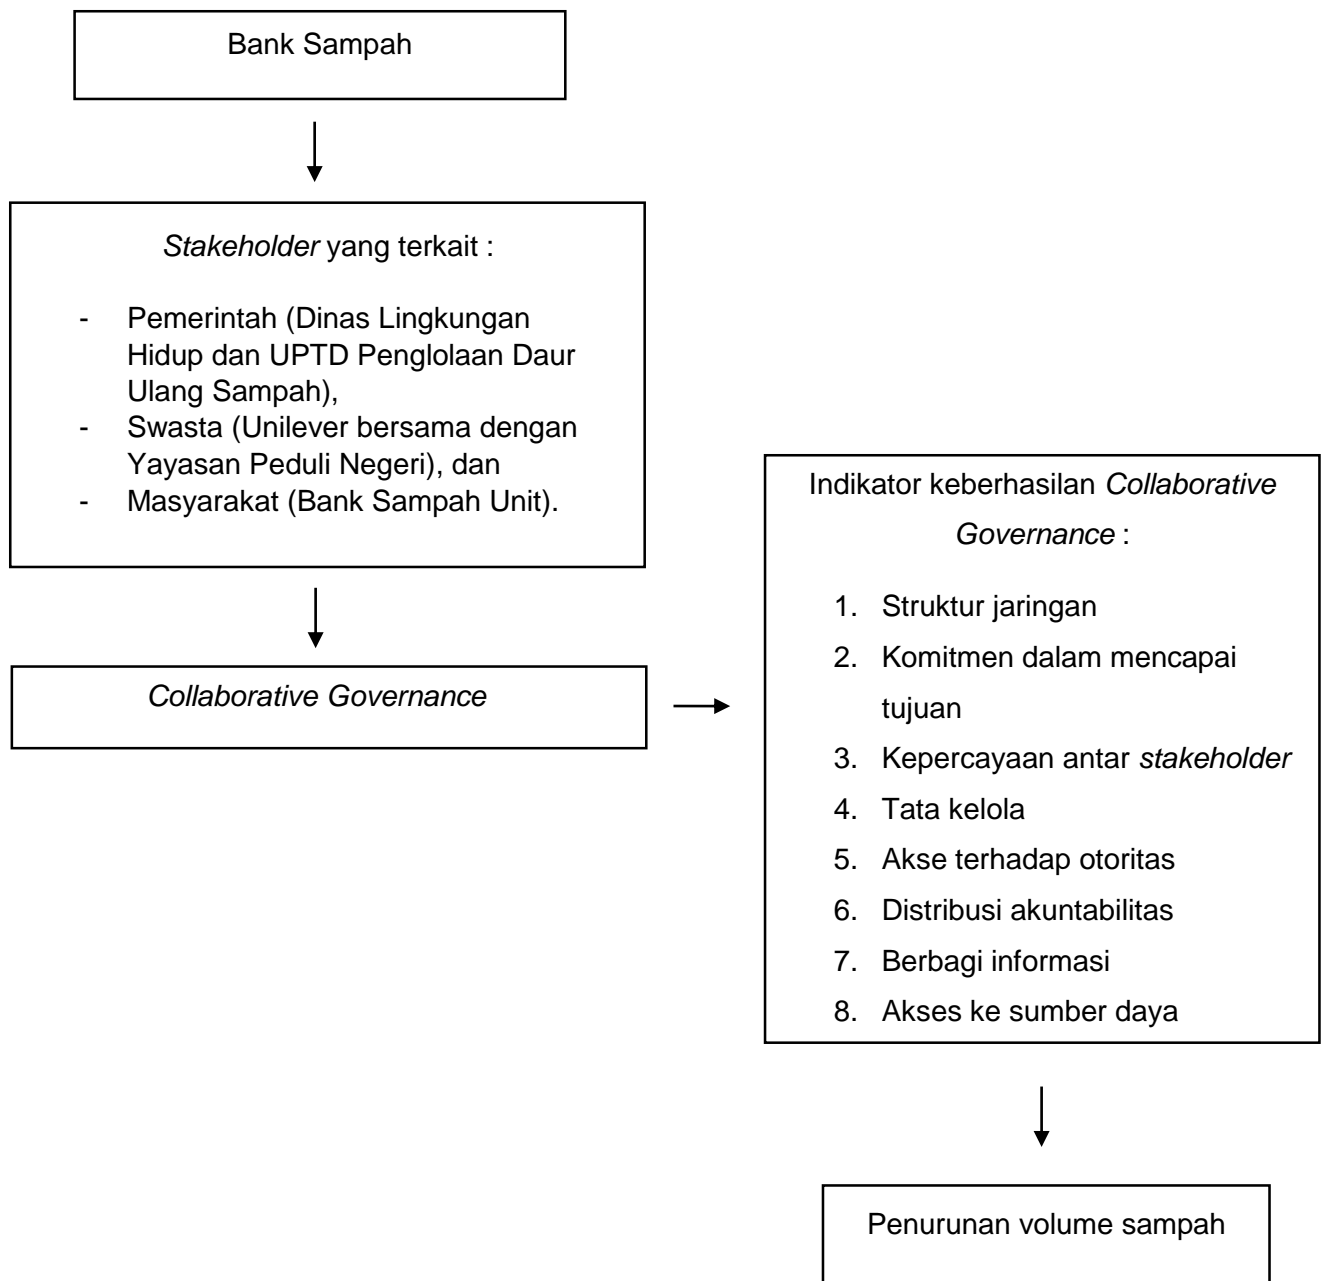 Bank Sampah
Stakeholder yang terkait :
- Pemerintah (Dinas Lingkungan
Hidup dan UPTD Penglolaan Daur
Ulang Sampah),
- Swasta (Unilever bersama dengan
Yayasan Peduli Negeri), dan
- Masyarakat (Bank Sampah Unit).
Collaborative Governance
Indikator keberhasilan Collaborative
Governance :
1. Struktur jaringan
2. Komitmen dalam mencapai
tujuan
3. Kepercayaan antar stakeholder
4. Tata kelola
5. Akse terhadap otoritas
6. Distribusi akuntabilitas
7. Berbagi informasi
8. Akses ke sumber daya
Penurunan volume sampah